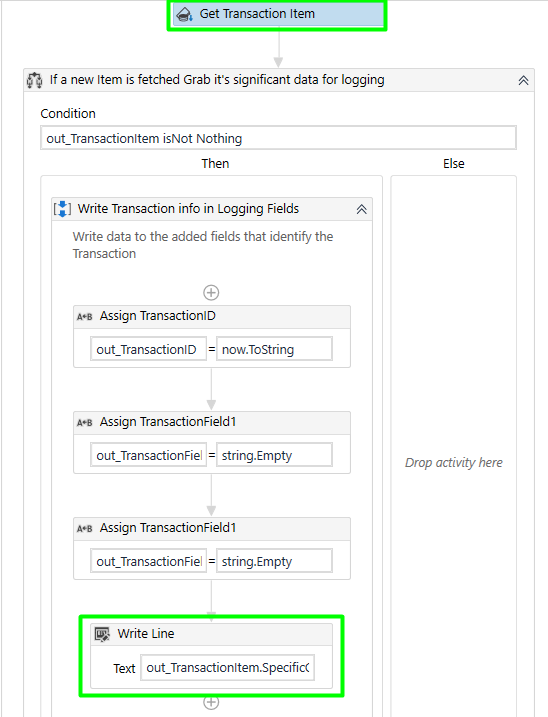 Get Transaction Item
If a new Item is fetched Grab it's significant data for logging
Condition
out_TransactionItem isNot Nothing
Then
Else
Write Transaction info in Logging Fields
Write data to the added fields that identify the
Transaction
A+B Assign TransactionID
out_TransactionID = now.ToString
A+B Assign TransactionField1
out_TransactionFiel = string.Empty
Drop activity here
A+B Assign TransactionField1
out_TransactionFiel = string.Empty
Write Line
Text out_TransactionItem.SpecificC